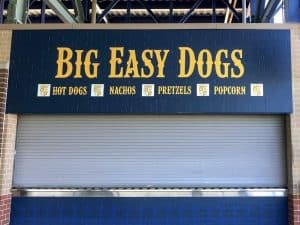 BIG EASY DOGS
HOT DOGS NACHOS PRETZELS POPCORN